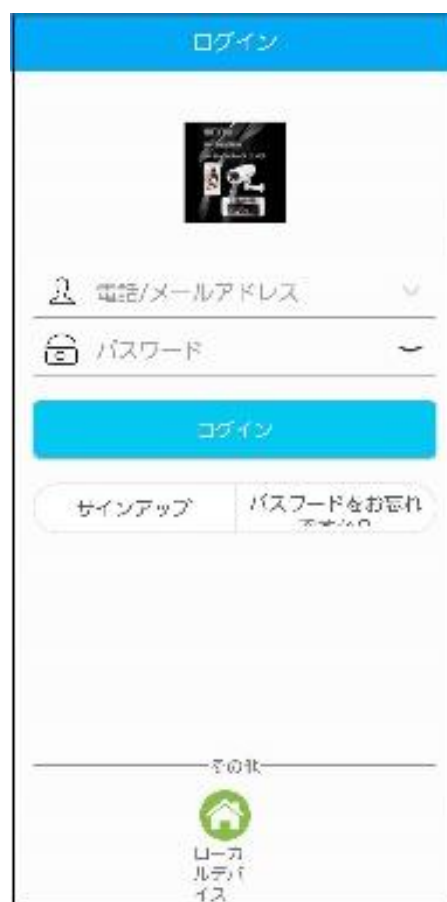 ログイン
電話/メールアドレス
パスワード
ログイン
サインアップ
パスワードをお忘れ
その他
ローカ
ルデバ
イス